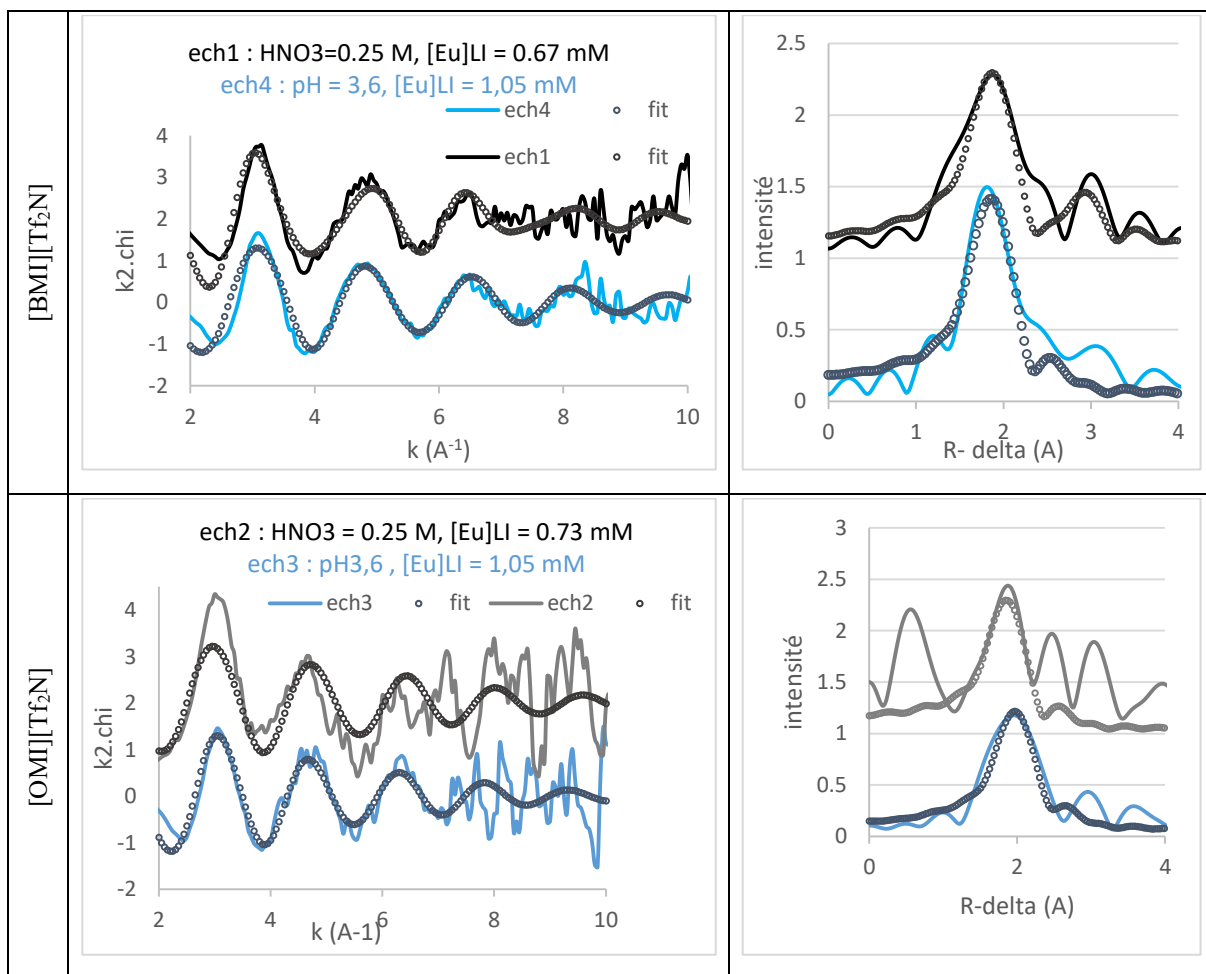 [BMI][Tf₂N]
ech1 : HNO3=0.25 M, [Eu]LI = 0.67 mM
ech4 : pH = 3,6, [Eu]LI = 1,05 mM
ech4 fit
ech1 fit
k2.chi
4
3
2
1
0
-1
-2
2 4 6 8 10
k (A⁻¹)
intensité
2.5
2
1.5
1
0.5
0
0 1 2 3 4
R- delta (A)
[OMI][Tf₂N]
ech2 : HNO3 = 0.25 M, [Eu]LI = 0.73 mM
ech3 : pH3,6 , [Eu]LI = 1,05 mM
ech3 fit ech2 fit
k2.chi
4
3
2
1
0
-1
-2
2 4 6 8 10
k (A-1)
intensité
3
2.5
2
1.5
1
0.5
0
0 2 4
R-delta (A)